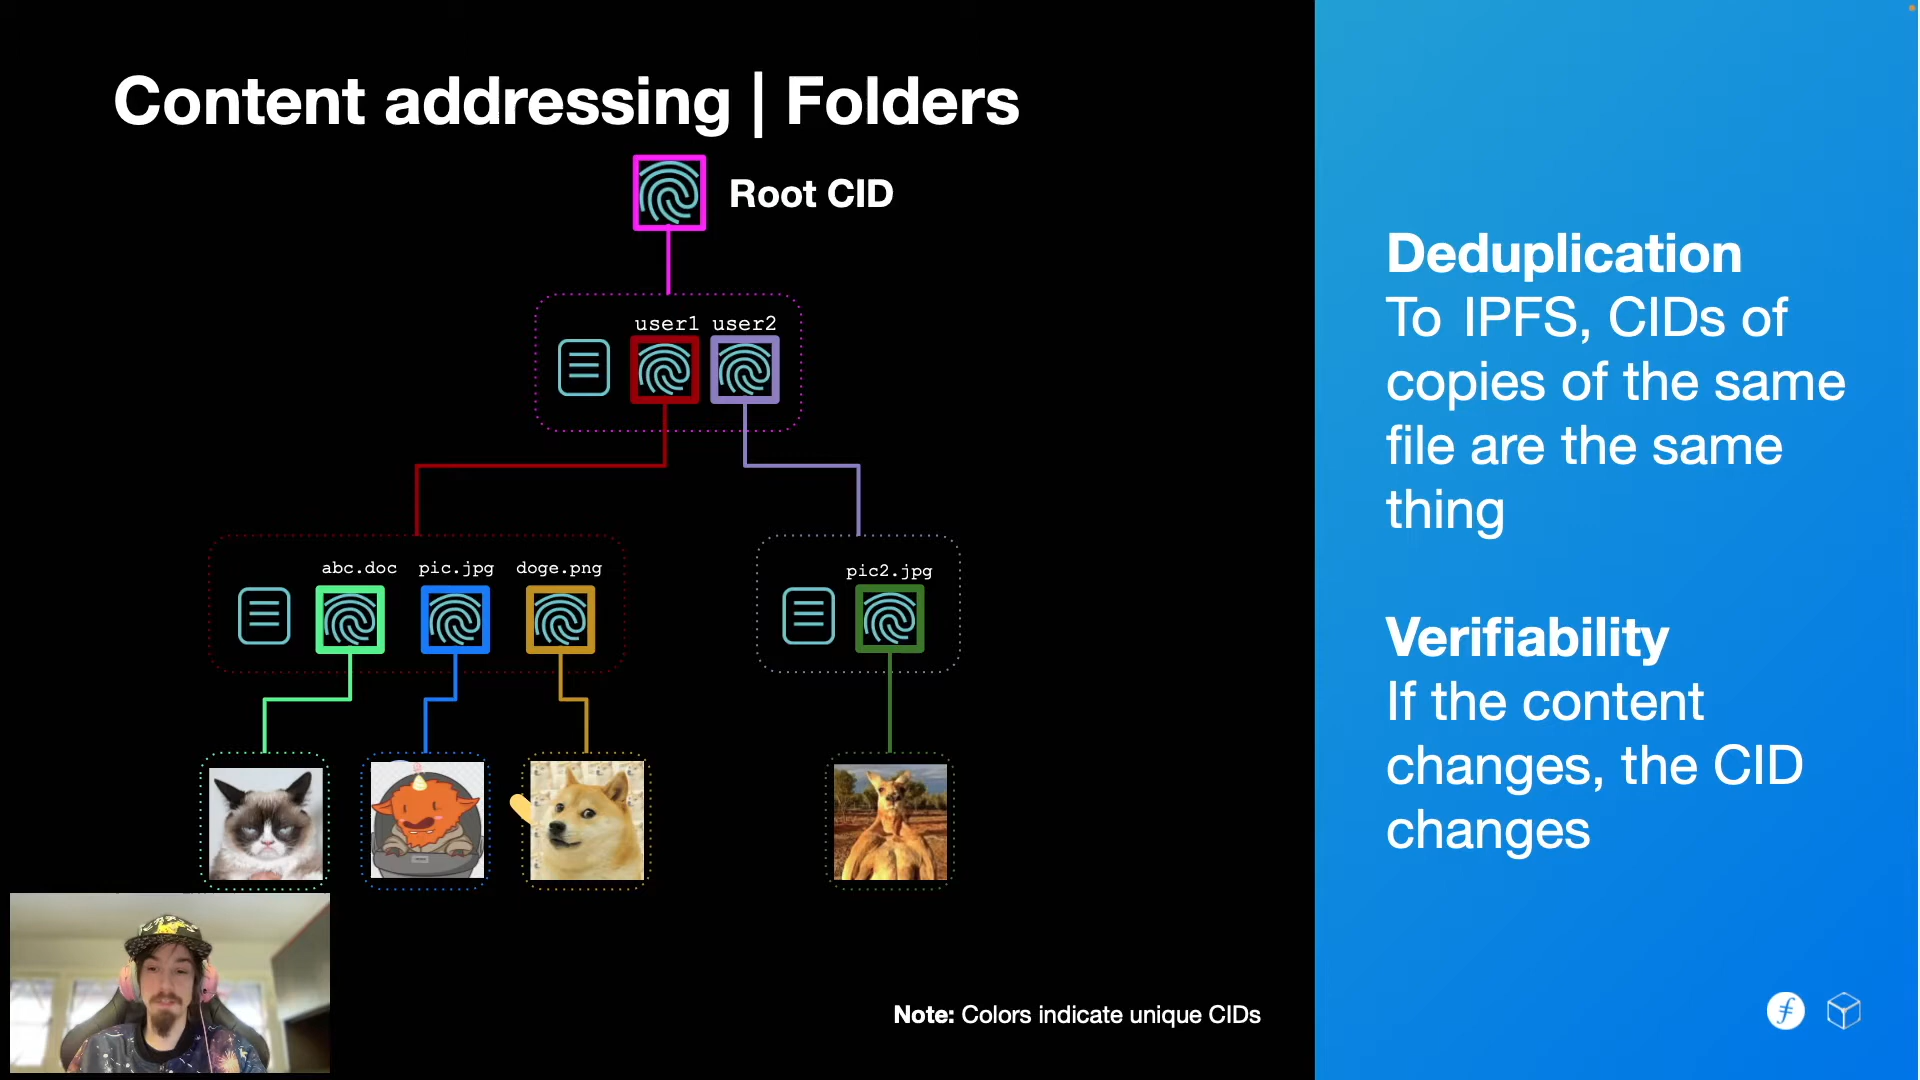 Content addressing | Folders
Root CID
user1 user2
abc.doc pic.jpg doge.png
pic2.jpg
Note: Colors indicate unique CIDs
Deduplication
To IPFS, CIDs of
copies of the same
file are the same
thing
Verifiability
If the content
changes, the CID
changes